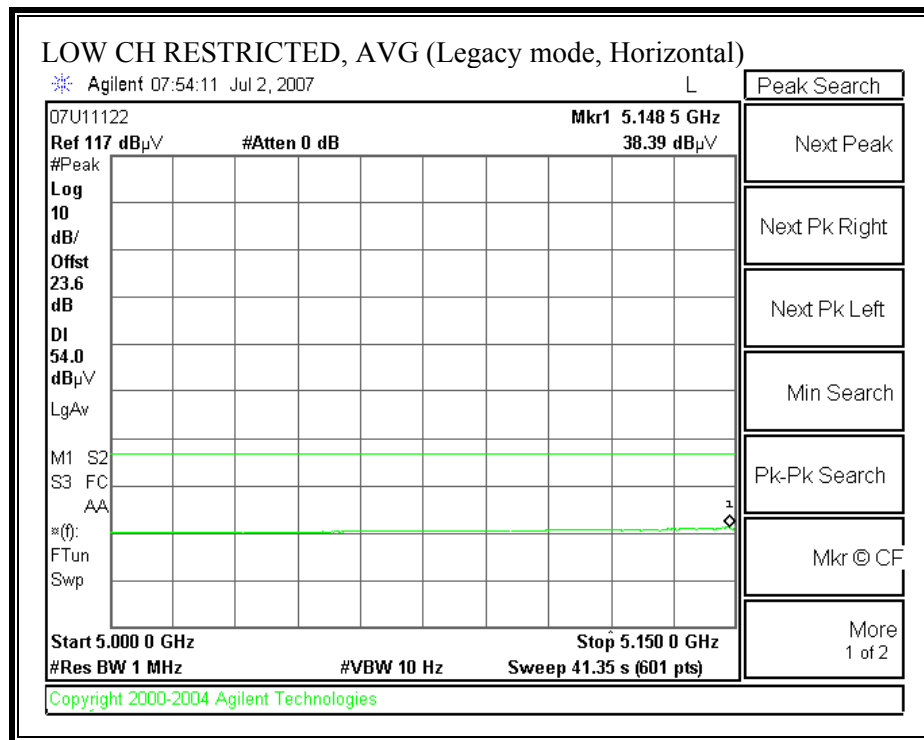 LOW CH RESTRICTED, AVG (Legacy mode, Horizontal)
Agilent 07:54:11 Jul 2, 2007 L
Peak Search
07U11122
Mkr1 5.148 5 GHz
Ref 117 dBµV #Atten 0 dB 38.39 dBµV
#Peak
Log
10
dB/
Offst
23.6
dB
DI
54.0
dBµV
LgAv
M1 S2
S3 FC
AA
¤(f):
FTun
Swp
1
Start 5.000 0 GHz Stop 5.150 0 GHz
#Res BW 1 MHz #VBW 10 Hz Sweep 41.35 s (601 pts)
Next Peak
Next Pk Right
Next Pk Left
Min Search
Pk-Pk Search
Mkr © CF
More
1 of 2
Copyright 2000-2004 Agilent Technologies